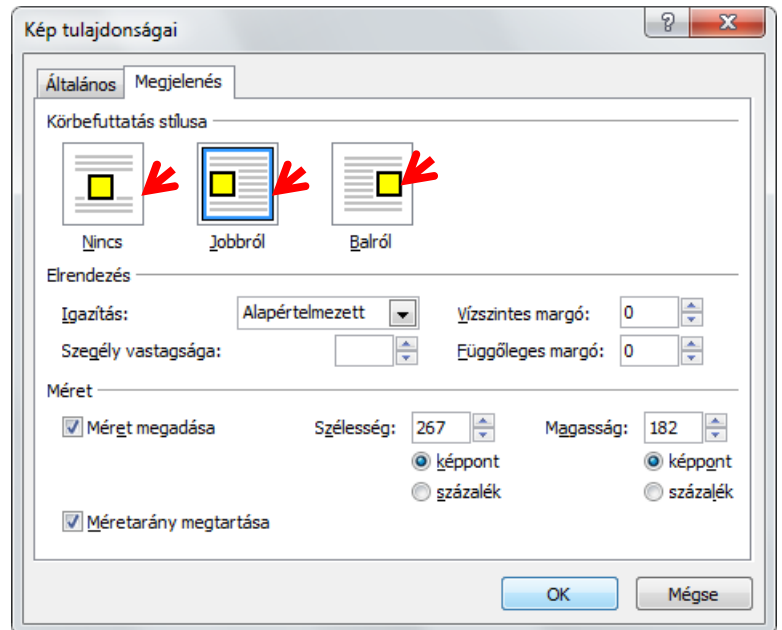 Kép tulajdonságai
Általános Megjelenés
Körbefuttatás stílusa
Nincs Jobbról Balról
Elrendezés
Igazítás: Alapértelmezett Vízszintes margó: 0
Szegély vastagsága: Függőleges margó: 0
Méret
Méret megadása Szélesség: 267 Magasság: 182
képpont képpont
százalék százalék
Méretarány megtartása
OK Mégse